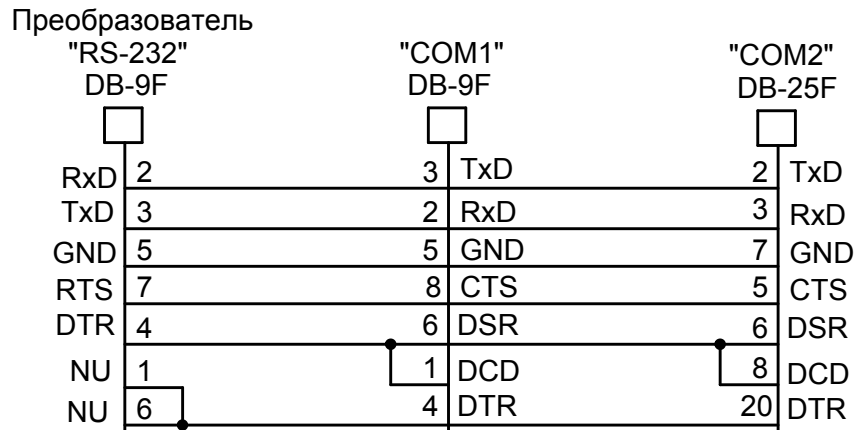 Преобразователь
"RS-232" "COM1" "COM2"
DB-9F DB-9F DB-25F
RxD 2 3 TxD 2 TxD
TxD 3 2 RxD 3 RxD
GND 5 5 GND 7 GND
RTS 7 8 CTS 5 CTS
DTR 4 6 DSR 6 DSR
NU 1 1 DCD 8 DCD
NU 6 4 DTR 20 DTR